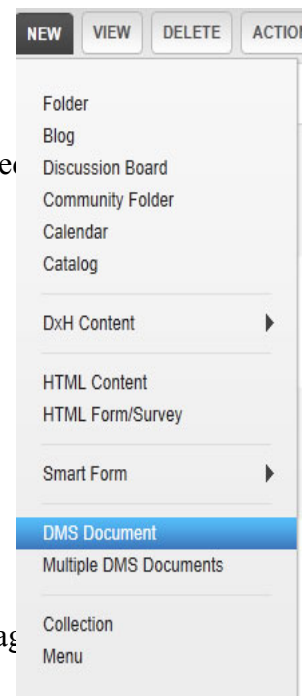 NEW VIEW DELETE ACTION
Folder
Blog
Discussion Board
Community Folder
Calendar
Catalog
DxH Content
HTML Content
HTML Form/Survey
Smart Form
DMS Document
Multiple DMS Documents
Collection
Menu